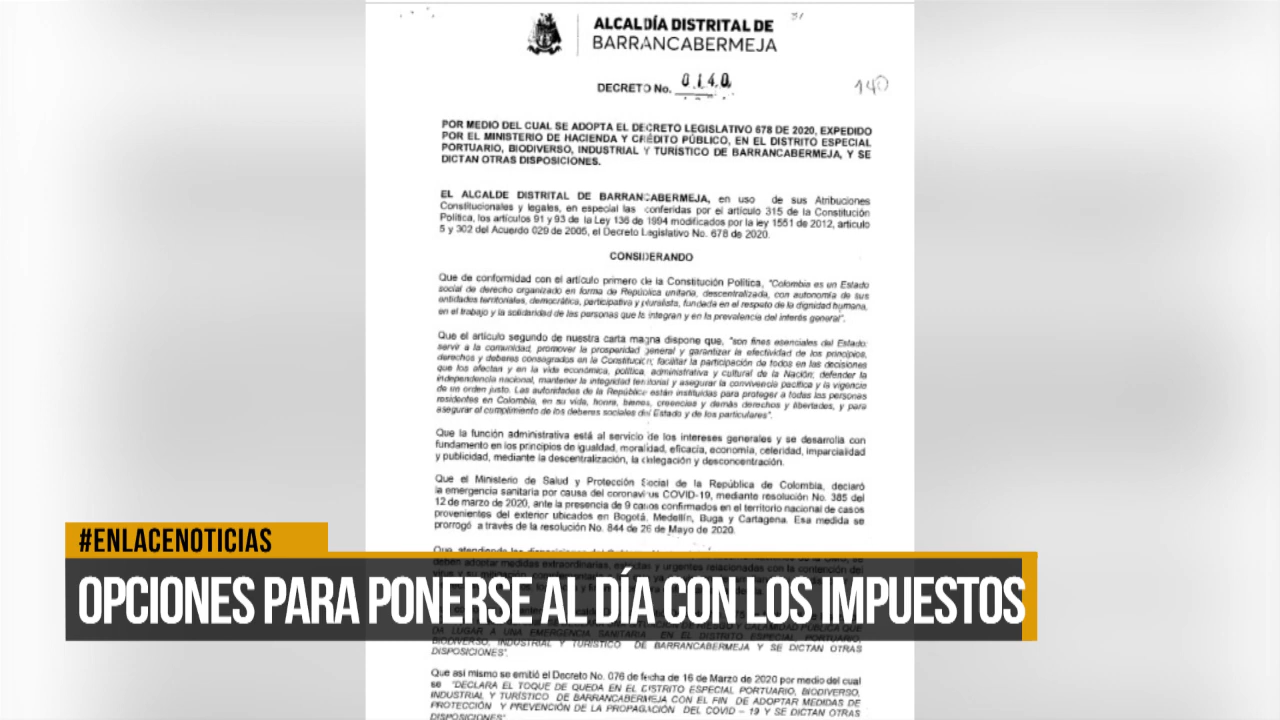 ALCALDÍA DISTRITAL DE
BARRANCABERMEJA
DECRETO No. 0140
140
POR MEDIO DEL CUAL SE ADOPTA EL DECRETO LEGISLATIVO 678 DE 2020, EXPEDIDO
POR EL MINISTERIO DE HACIENDA Y CRÉDITO PÚBLICO, EN EL DISTRITO ESPECIAL
PORTUARIO, BIODIVERSO, INDUSTRIAL Y TURÍSTICO DE BARRANCABERMEJA, Y SE
DICTAN OTRAS DISPOSICIONES.
EL ALCALDE DISTRITAL DE BARRANCABERMEJA, en uso de sus Atribuciones
Constitucionales y legales, en especial las conferidas por el artículo 315 de la Constitución
Política, los artículos 91 y 93 de la Ley 136 de 1994 modificados por la ley 1551 de 2012, artículo
5 y 302 del Acuerdo 029 de 2005, el Decreto Legislativo No. 678 de 2020.
CONSIDERANDO
Que de conformidad con el artículo primero de la Constitución Política, "Colombia es un Estado
social de derecho organizado en forma de República unitaria, descentralizada, con autonomía de sus
entidades territoriales, democrática, participativa y pluralista, fundada en el respeto de la dignidad humana,
en el trabajo y la solidaridad de las personas que la integran y en la prevalencia del interés general".
Que el artículo segundo de nuestra carta magna dispone que, "son fines esenciales del Estado:
servir a la comunidad, promover la prosperidad general y garantizar la efectividad de los principios,
derechos y deberes consagrados en la Constitución; facilitar la participación de todos en las decisiones
que los afectan y en la vida económica, política, administrativa y cultural de la Nación; defender la
independencia nacional, mantener la integridad territorial y asegurar la convivencia pacífica y la vigencia
de un orden justo. Las autoridades de la República están instituidas para proteger a todas las personas
residentes en Colombia, en su vida, honra, bienes, creencias y demás derechos y libertades, y para
asegurar el cumplimiento de los deberes sociales del Estado y de los particulares".
Que la función administrativa está al servicio de los intereses generales y se desarrolla con
fundamento en los principios de igualdad, moralidad, eficacia, economía, celeridad, imparcialidad
y publicidad, mediante la descentralización, la delegación y desconcentración.
Que el Ministerio de Salud y Protección Social de la República de Colombia, declaró
la emergencia sanitaria por causa del coronavirus COVID-19, mediante resolución No. 385 del
12 de marzo de 2020, ante la presencia de 9 casos confirmados en el territorio nacional de casos
provenientes del exterior ubicados en Bogotá, Medellín, Buga y Cartagena. Esa medida se
prorrogó a través de la resolución No. 844 de 26 de Mayo de 2020.
#ENLACENOTICIAS
OPCIONES PARA PONERSE AL DÍA CON LOS IMPUESTOS
DA LUGAR A UNA EMERGENCIA SANITARIA EN EL DISTRITO ESPECIAL, PORTUARIO,
BIODIVERSO, INDUSTRIAL Y TURISTICO DE BARRANCABERMEJA Y SE DICTAN OTRAS
DISPOSICIONES".
Que así mismo se emitió el Decreto No. 076 de fecha de 16 de Marzo de 2020 por medio del cual
se "DECLARA EL TOQUE DE QUEDA EN EL DISTRITO ESPECIAL PORTUARIO, BIODIVERSO,
INDUSTRIAL Y TURÍSTICO DE BARRANCABERMEJA CON EL FIN DE ADOPTAR MEDIDAS DE
PROTECCIÓN Y PREVENCIÓN DE LA PROPAGACIÓN DEL COVID – 19 Y SE DICTAN OTRAS
DISPOSICIONES"